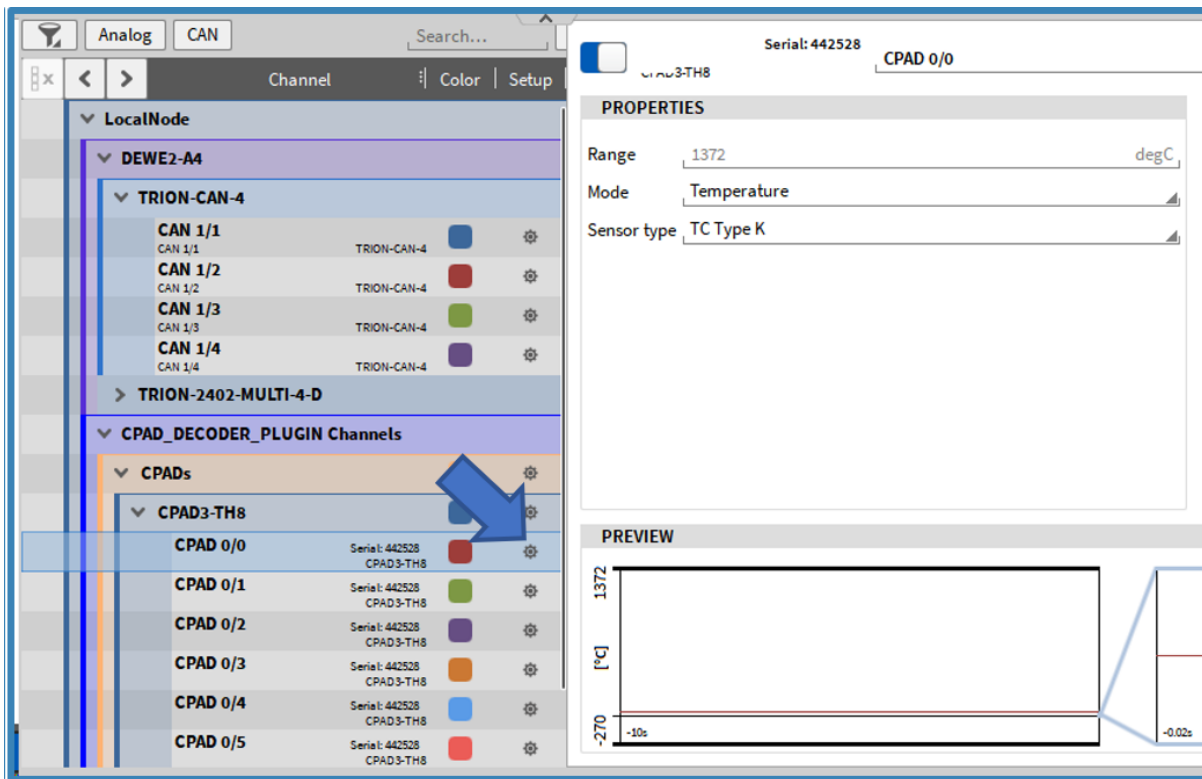 Analog CAN Search...
Channel Color Setup
LocalNode
DEWE2-A4
TRION-CAN-4
CAN 1/1
CAN 1/1 TRION-CAN-4
CAN 1/2
CAN 1/2 TRION-CAN-4
CAN 1/3
CAN 1/3 TRION-CAN-4
CAN 1/4
CAN 1/4 TRION-CAN-4
TRION-2402-MULTI-4-D
CPAD_DECODER_PLUGIN Channels
CPADs
CPAD3-TH8
CPAD 0/0 Serial: 442528
CPAD3-TH8
CPAD 0/1 Serial: 442528
CPAD3-TH8
CPAD 0/2 Serial: 442528
CPAD3-TH8
CPAD 0/3 Serial: 442528
CPAD3-TH8
CPAD 0/4 Serial: 442528
CPAD3-TH8
CPAD 0/5 Serial: 442528
CPAD3-TH8
Serial: 442528 CPAD 0/0
CPAD3-TH8
PROPERTIES
Range 1372 degC
Mode Temperature
Sensor type TC Type K
PREVIEW
1372
[°C]
-270
-10s
-0.02s